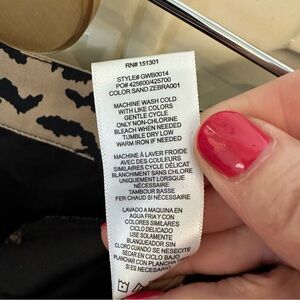 RN# 151301
STYLE# GWB0014
PO# 425600/425700
COLOR SAND ZEBRA001
MACHINE WASH COLD
WITH LIKE COLORS
GENTLE CYCLE
ONLY NON-CHLORINE
BLEACH WHEN NEEDED
TUMBLE DRY LOW
WARM IRON IF NEEDED
MACHINE À LAVER FROIDE
AVEC DES COULEURS
SIMILAIRES CYCLE DÉLICAT
BLANCHIMENT SANS CHLORE
UNIQUEMENT LORSQUE
NÉCESSAIRE
TAMBOUR BASSE
FER CHAUD SI NÉCESSAIRE
LAVADO A MAQUINA EN
AGUA FRIA Y CON
COLORES SIMILARES
CICLO DELICADO
USE SOLAMENTE
BLANQUEADOR SIN
CLORO CUANDO SE NECESITE
SECAR EN CICLO BAJO
PLANCHAR CON PLANCHA
SI ES NECESARIO